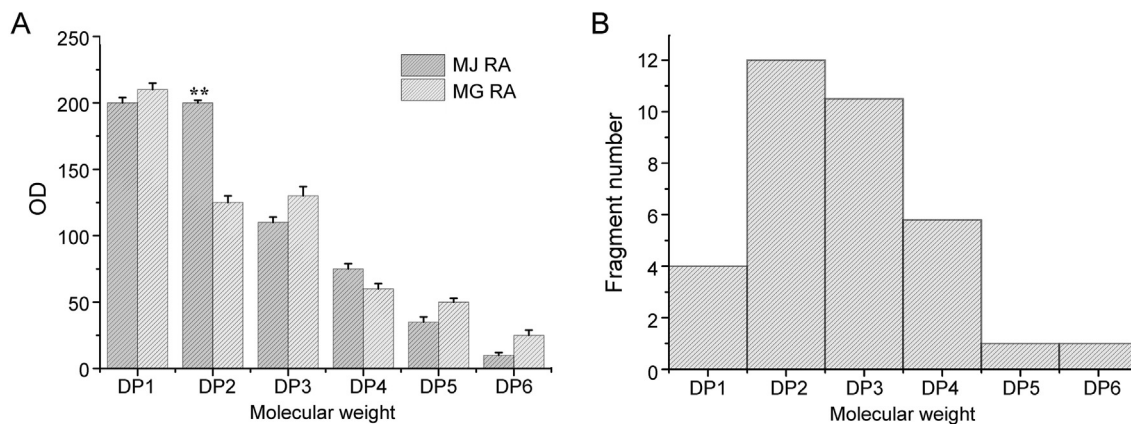 A
250
200
150
100
50
0
OD
**
MJ RA
MG RA
DP1 DP2 DP3 DP4 DP5 DP6
Molecular weight
B
12
10
8
6
4
2
0
Fragment number
DP1 DP2 DP3 DP4 DP5 DP6
Molecular weight